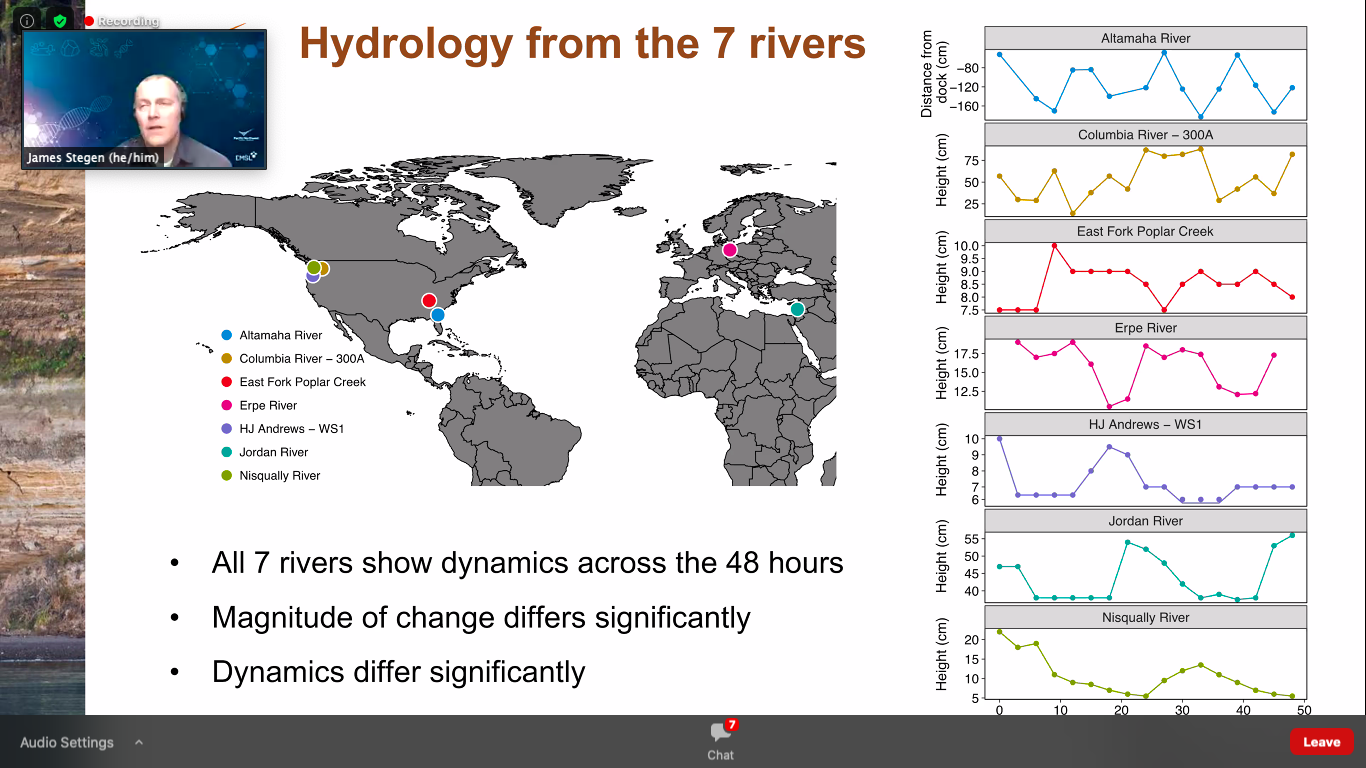 Recording
Hydrology from the 7 rivers
James Stegen (he/him)
EMSL
Altamaha River
Columbia River – 300A
East Fork Poplar Creek
Erpe River
HJ Andrews – WS1
Jordan River
Nisqually River
• All 7 rivers show dynamics across the 48 hours
• Magnitude of change differs significantly
• Dynamics differ significantly
Altamaha River
Distance from
dock (cm)
−80
−120
−160
Columbia River – 300A
Height (cm)
75
50
25
East Fork Poplar Creek
Height (cm)
10.0
9.5
9.0
8.5
8.0
7.5
Erpe River
Height (cm)
17.5
15.0
12.5
HJ Andrews – WS1
Height (cm)
10
9
8
7
6
Jordan River
Height (cm)
55
50
45
40
Nisqually River
Height (cm)
20
15
10
5
0 10 20 30 40 50
Audio Settings
7
Chat
Leave